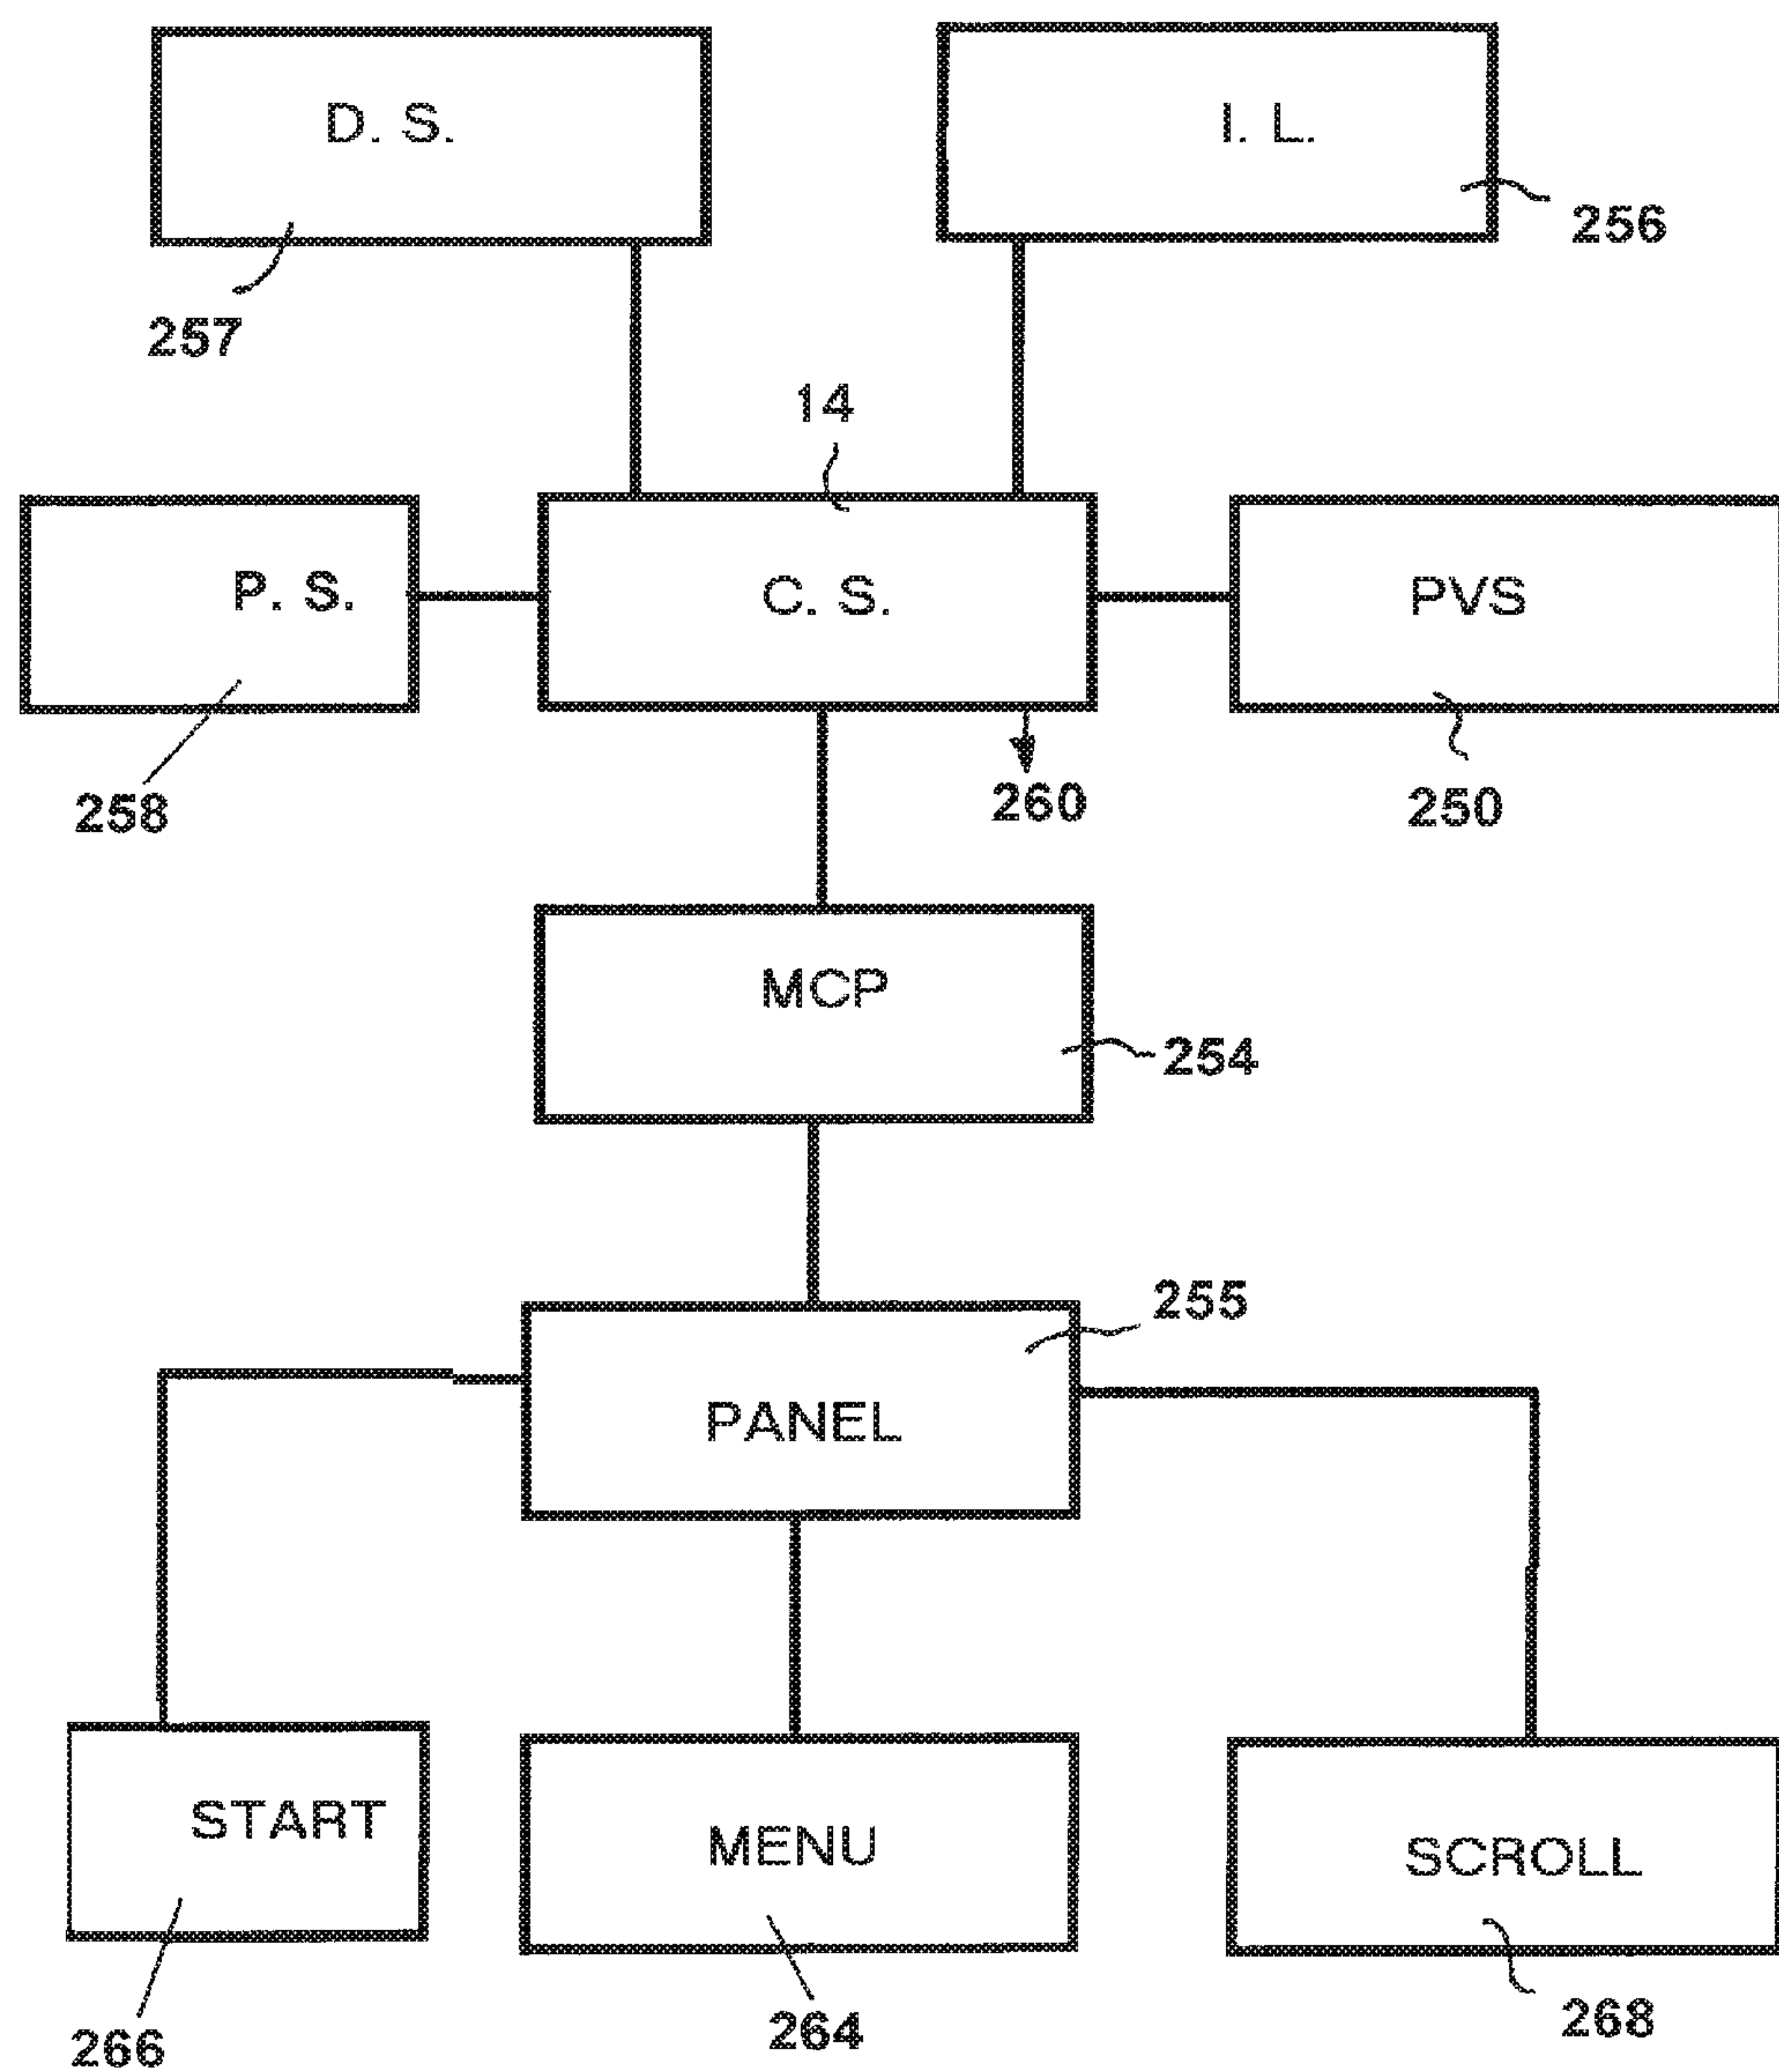 D. S.
I. L.
256
257
14
P. S.
C. S.
PVS
258
260
250
MCP
254
255
PANEL
START
MENU
SCROLL
266
264
268